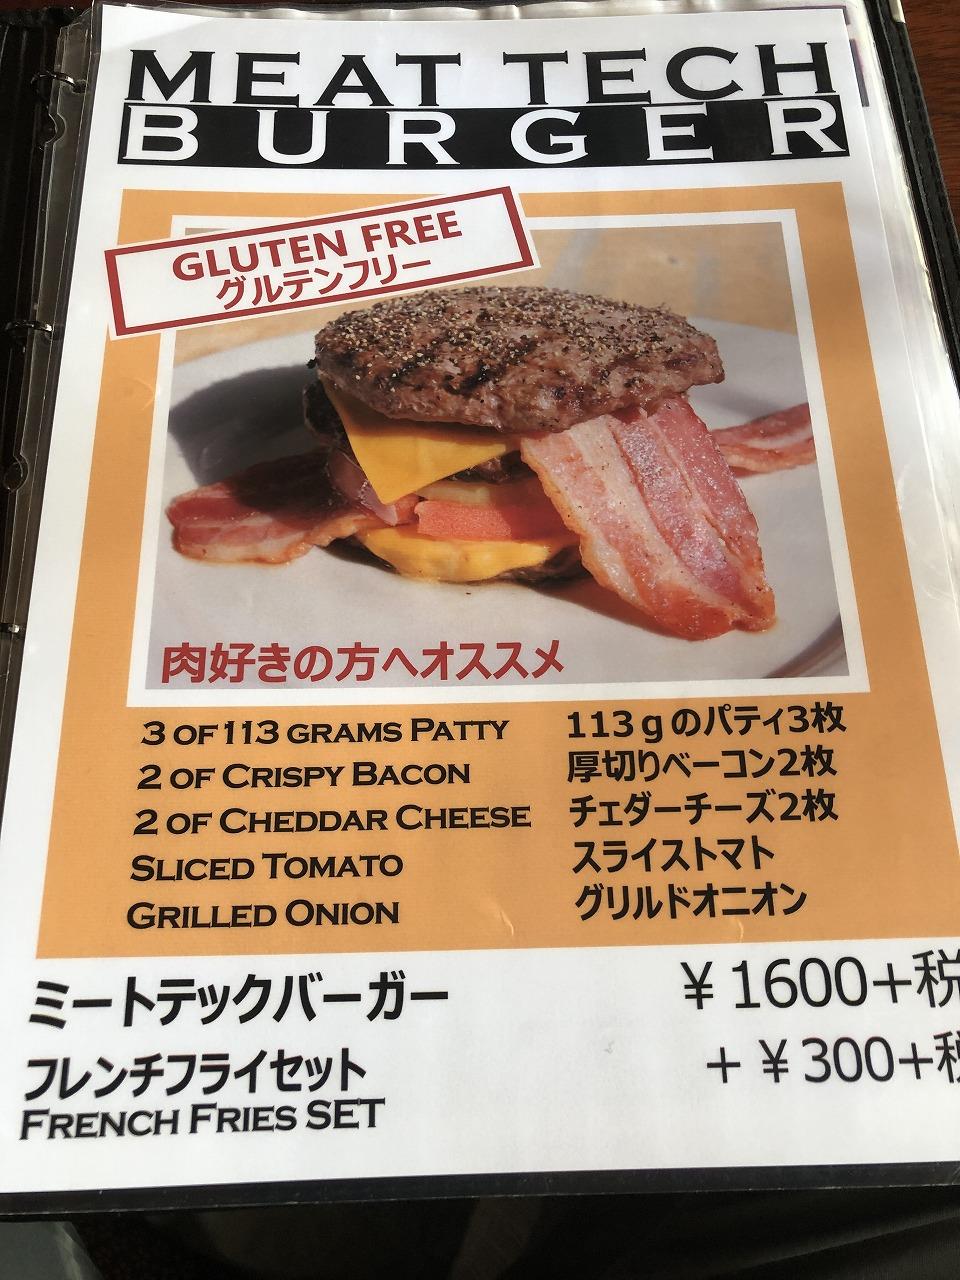 MEAT TECH
BURGER
GLUTEN FREE
グルテンフリー
肉好きの方へオススメ
3 OF 113 GRAMS PATTY 113gのパティ3枚
2 OF CRISPY BACON 厚切りベーコン2枚
2 OF CHEDDAR CHEESE チェダーチーズ2枚
SLICED TOMATO スライストマト
GRILLED ONION グリルドオニオン
ミートテックバーガー ¥1600+税
フレンチフライセット +¥300+税
FRENCH FRIES SET